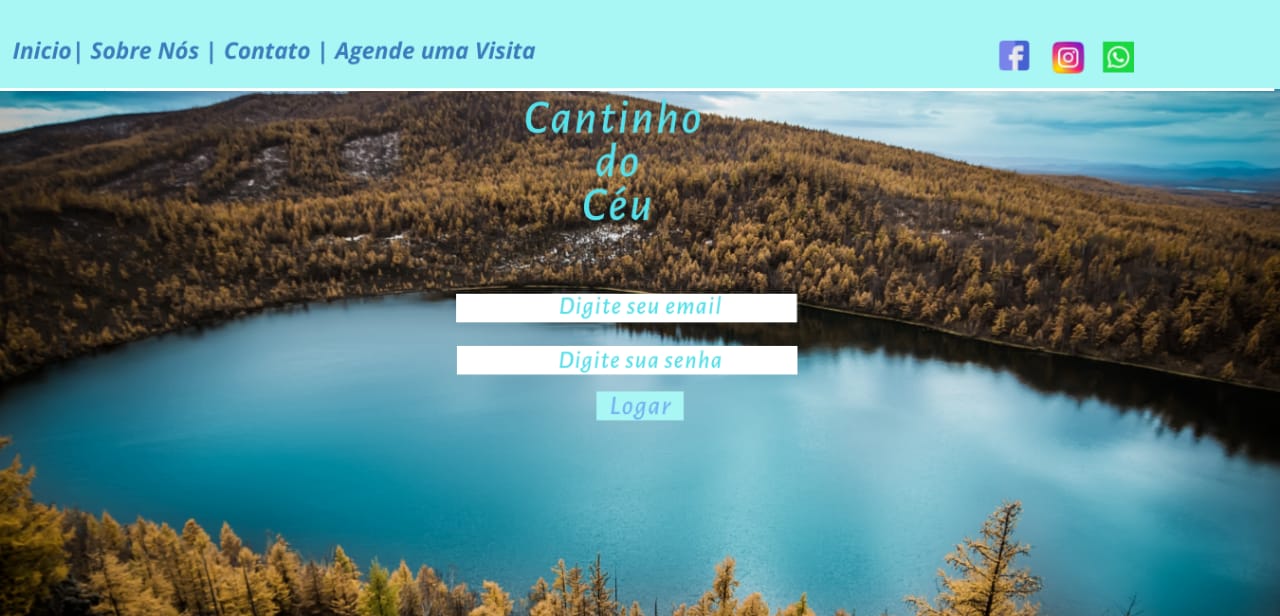 Inicio| Sobre Nós | Contato | Agende uma Visita
Cantinho
do
Céu
Digite seu email
Digite sua senha
Logar